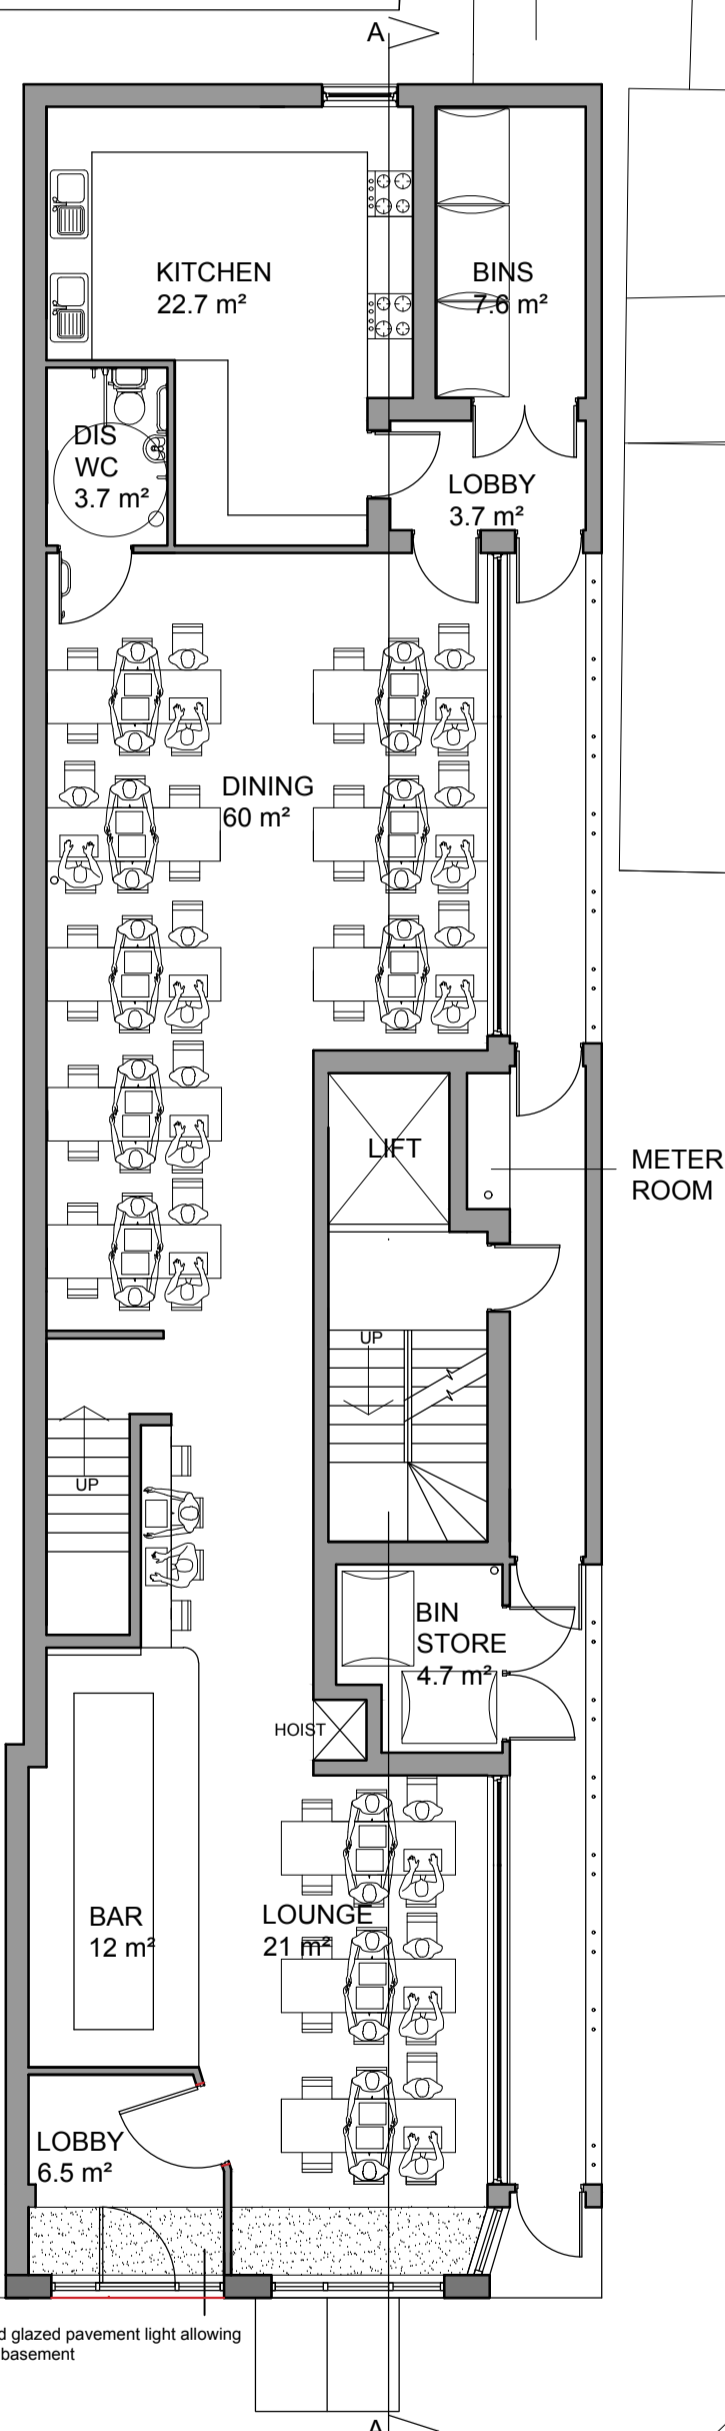 A
KITCHEN
22.7 m²
BINS
7.6 m²
DIS
WC
3.7 m²
LOBBY
3.7 m²
DINING
60 m²
LIFT
METER
ROOM
UP
UP
BIN
STORE
4.7 m²
HOIST
BAR
12 m²
LOUNGE
21 m²
LOBBY
6.5 m²
d glazed pavement light allowing
basement
A